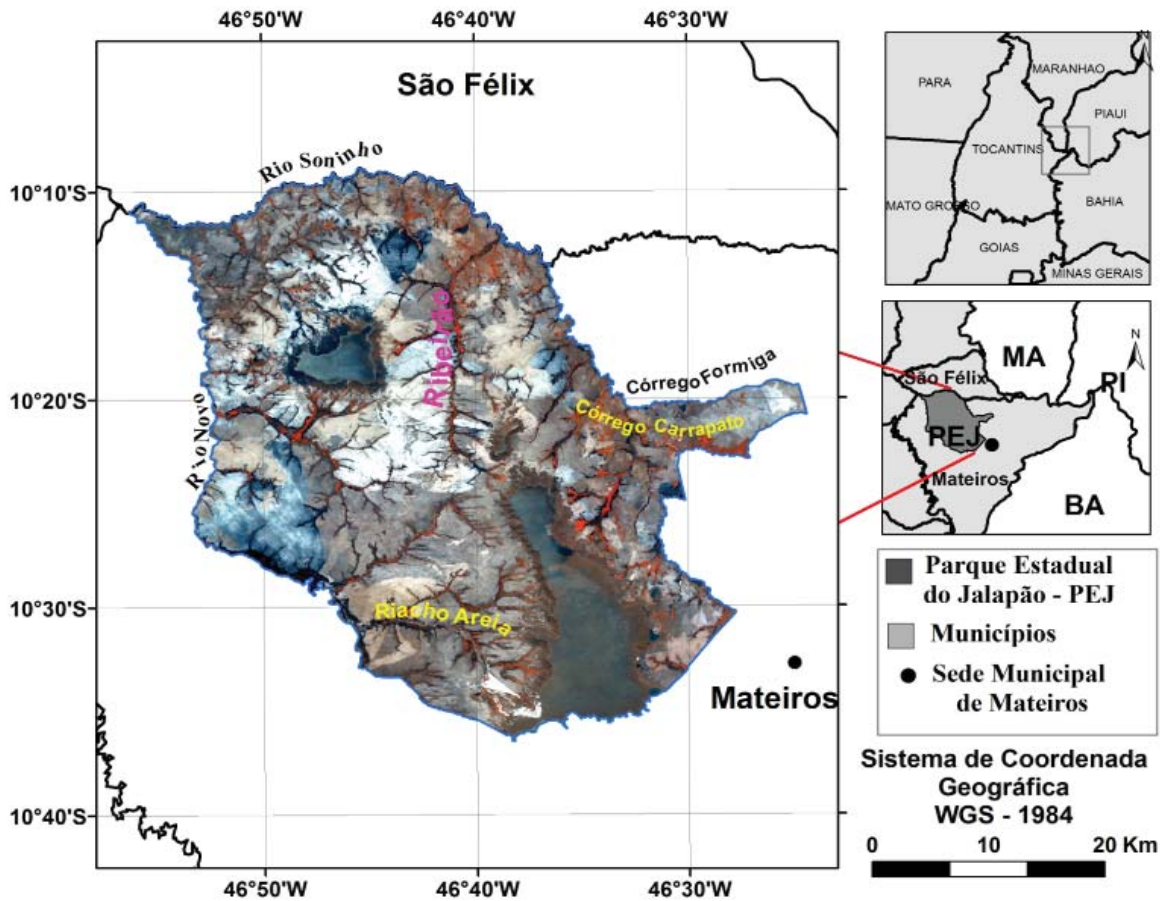 46°50'W
46°40'W
46°30'W
São Félix
Rio Soninho
10°10'S
Ribeirão
Córrego Formiga
10°20'S
Córrego Carrapato
Rio Novo
Riacho Areia
10°30'S
Mateiros
10°40'S
46°50'W
46°40'W
46°30'W
N
MARANHAO
PARA
PIAUI
TOCANTINS
MATO GROSSO
BAHIA
GOIAS
MINAS GERAIS
N
MA
São Félix
PI
PEJ
Mateiros
BA
Parque Estadual
do Jalapão - PEJ
Municípios
Sede Municipal
de Mateiros
Sistema de Coordenada
Geográfica
WGS - 1984
0 10 20 Km